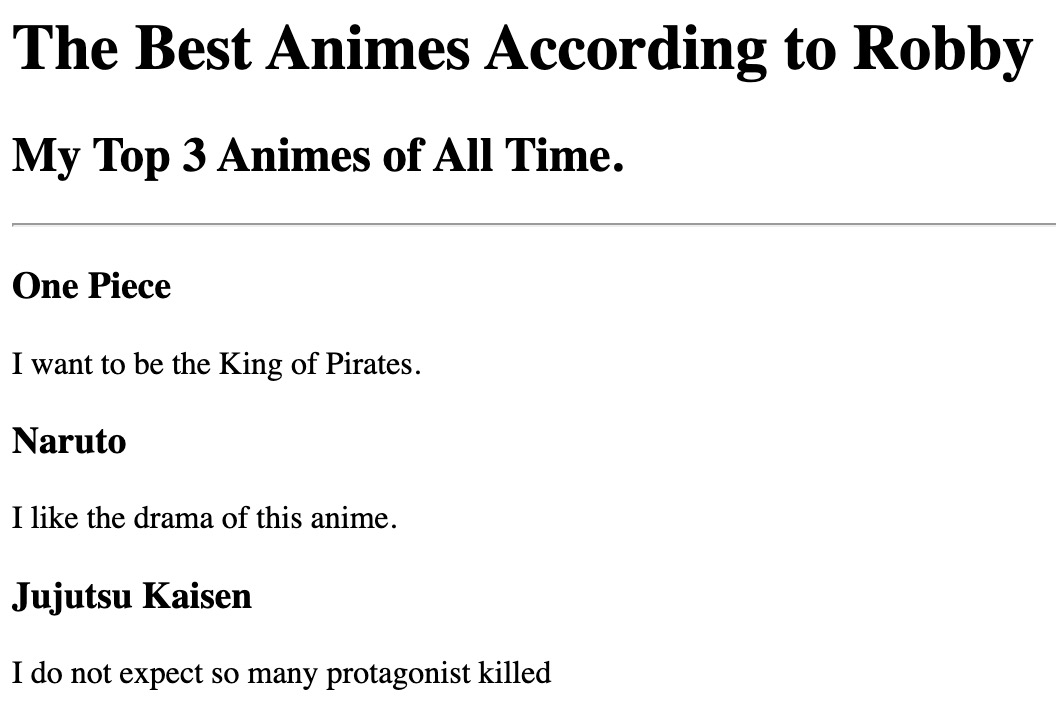 The Best Animes According to Robby
My Top 3 Animes of All Time.
One Piece
I want to be the King of Pirates.
Naruto
I like the drama of this anime.
Jujutsu Kaisen
I do not expect so many protagonist killed